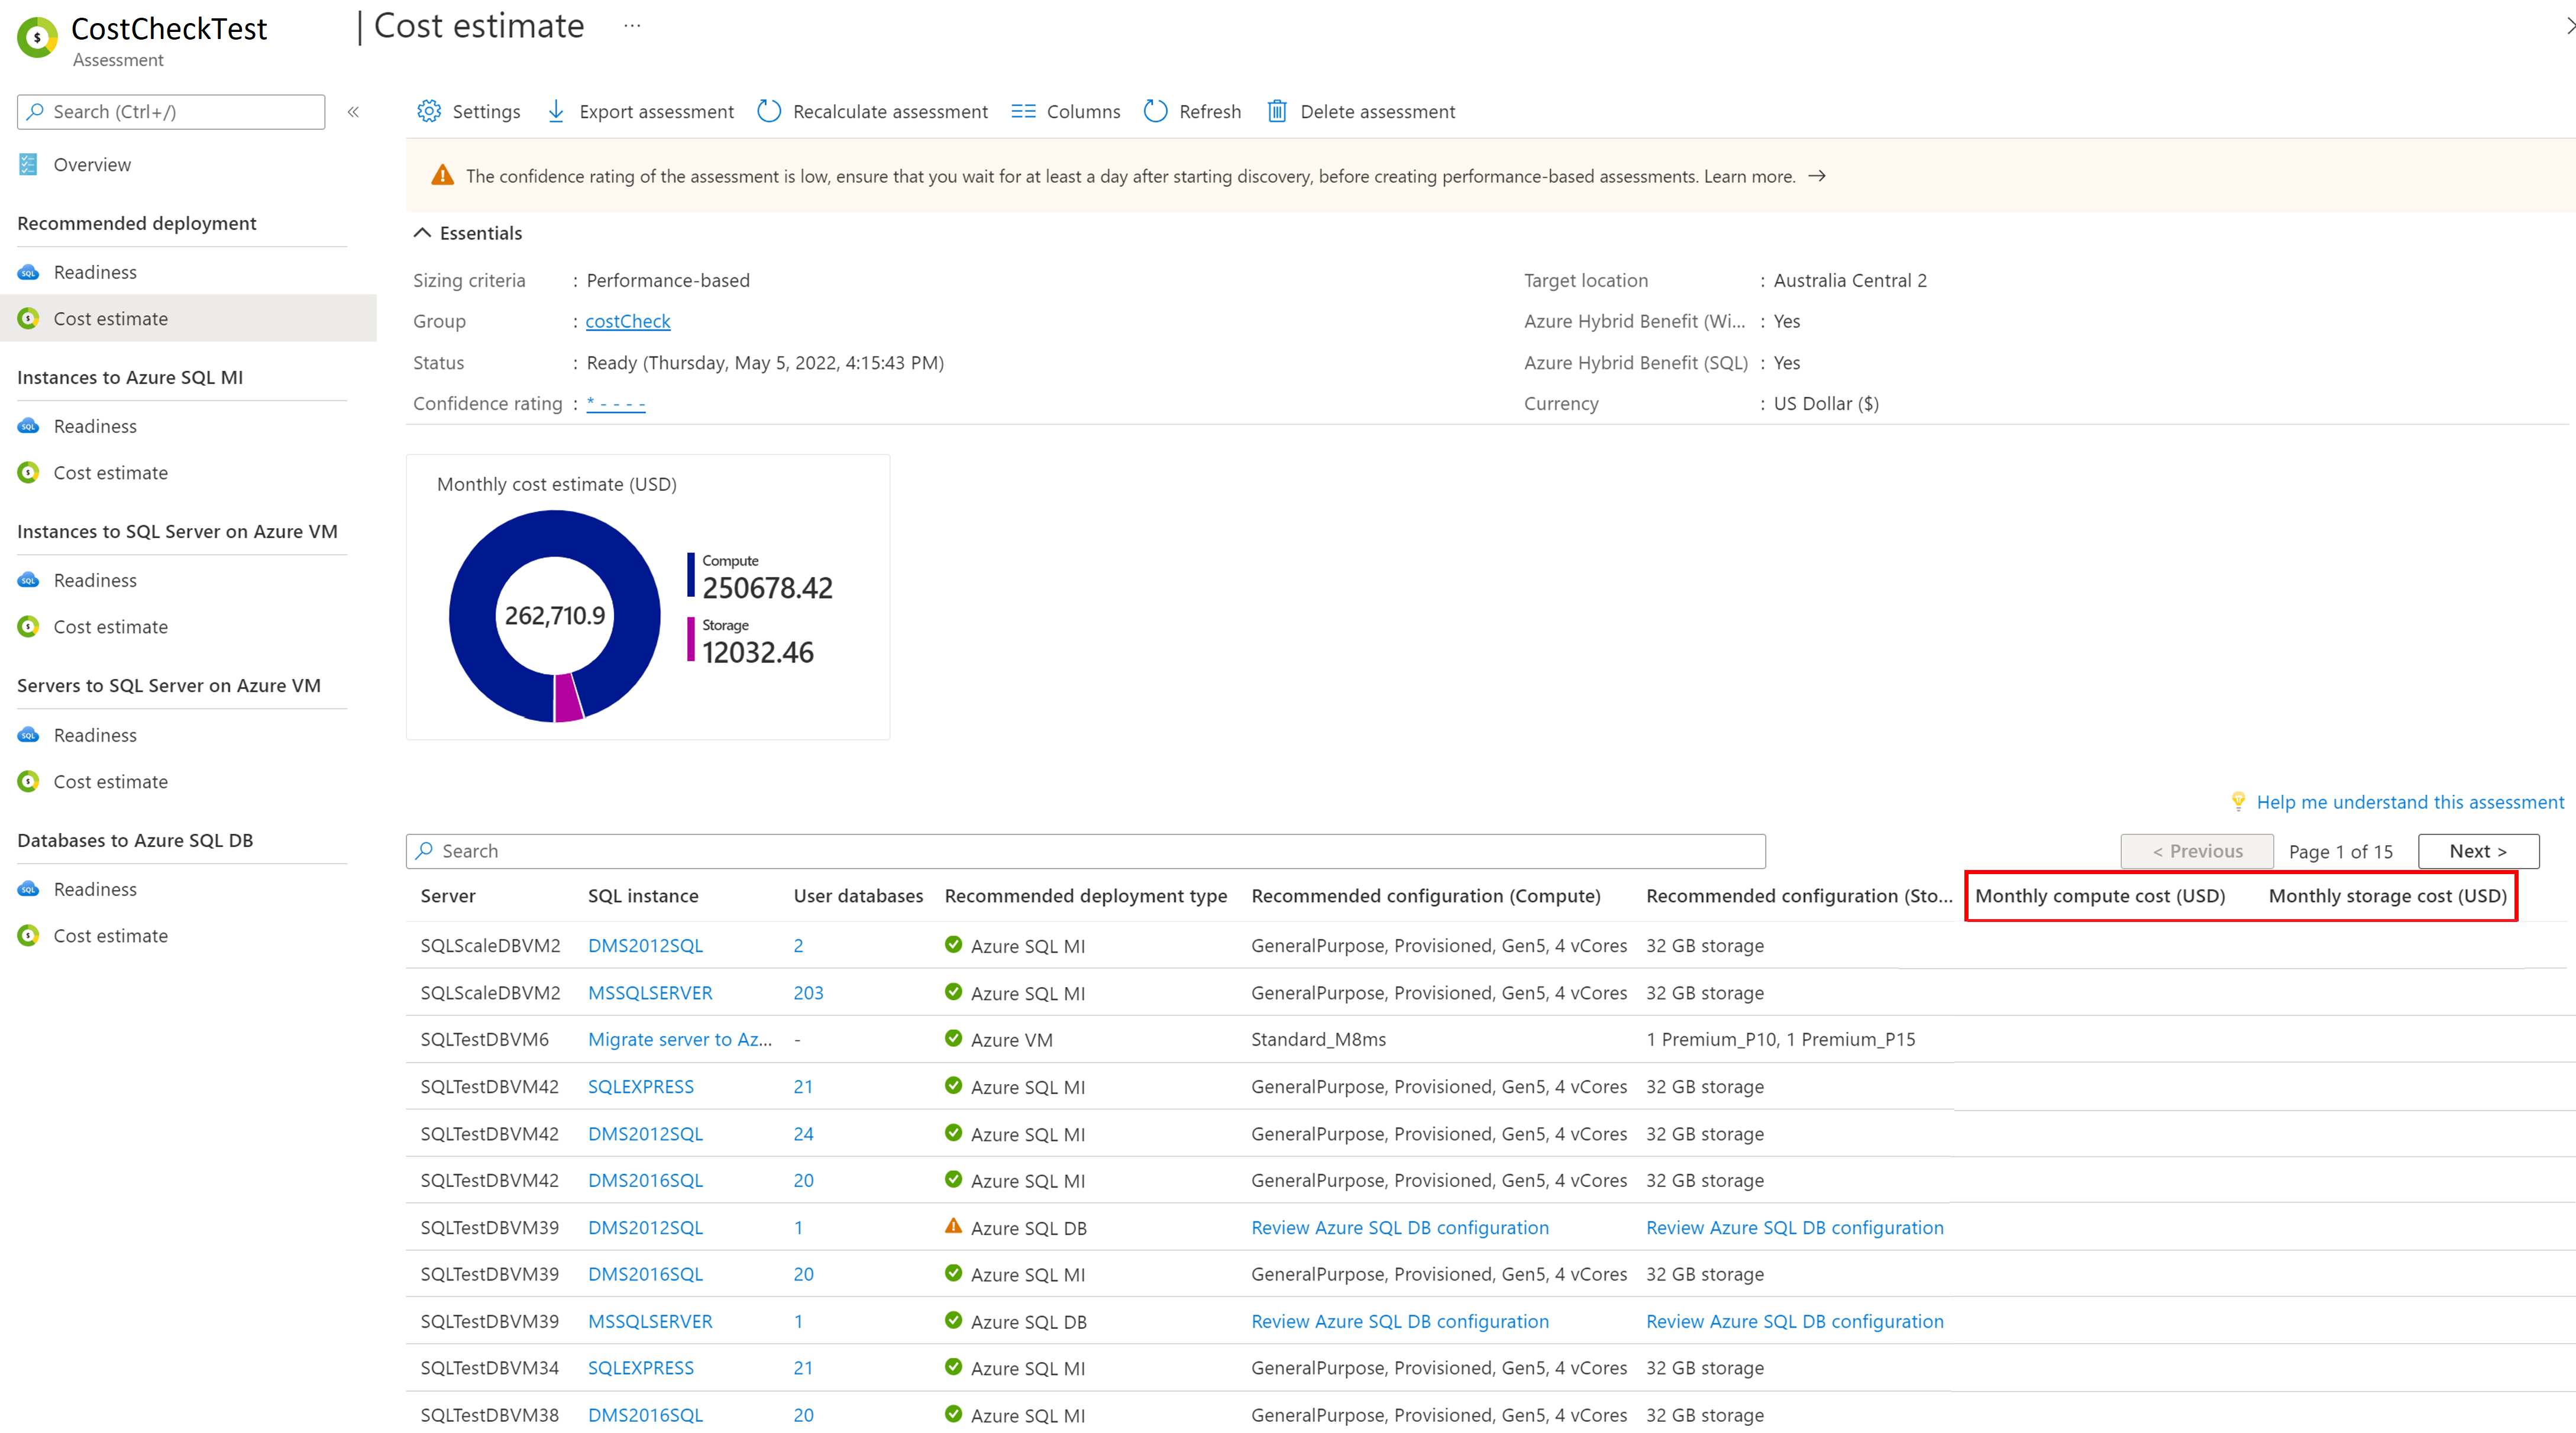 CostCheckTest | Cost estimate ...
Assessment
Search (Ctrl+/) «
Overview
Recommended deployment
Readiness
Cost estimate
Instances to Azure SQL MI
Readiness
Cost estimate
Instances to SQL Server on Azure VM
Readiness
Cost estimate
Servers to SQL Server on Azure VM
Readiness
Cost estimate
Databases to Azure SQL DB
Readiness
Cost estimate
Settings Export assessment Recalculate assessment Columns Refresh Delete assessment
The confidence rating of the assessment is low, ensure that you wait for at least a day after starting discovery, before creating performance-based assessments. Learn more. →
Essentials
Sizing criteria : Performance-based
Group : costCheck
Status : Ready (Thursday, May 5, 2022, 4:15:43 PM)
Confidence rating : * - - - -
Target location : Australia Central 2
Azure Hybrid Benefit (Wi... : Yes
Azure Hybrid Benefit (SQL) : Yes
Currency : US Dollar ($)
Monthly cost estimate (USD)
262,710.9
Compute
250678.42
Storage
12032.46
Help me understand this assessment
Search
< Previous Page 1 of 15 Next >
Server SQL instance User databases Recommended deployment type Recommended configuration (Compute) Recommended configuration (Sto... Monthly compute cost (USD) Monthly storage cost (USD)
SQLScaleDBVM2 DMS2012SQL 2 Azure SQL MI GeneralPurpose, Provisioned, Gen5, 4 vCores 32 GB storage
SQLScaleDBVM2 MSSQLSERVER 203 Azure SQL MI GeneralPurpose, Provisioned, Gen5, 4 vCores 32 GB storage
SQLTestDBVM6 Migrate server to Az... - Azure VM Standard_M8ms 1 Premium_P10, 1 Premium_P15
SQLTestDBVM42 SQLEXPRESS 21 Azure SQL MI GeneralPurpose, Provisioned, Gen5, 4 vCores 32 GB storage
SQLTestDBVM42 DMS2012SQL 24 Azure SQL MI GeneralPurpose, Provisioned, Gen5, 4 vCores 32 GB storage
SQLTestDBVM42 DMS2016SQL 20 Azure SQL MI GeneralPurpose, Provisioned, Gen5, 4 vCores 32 GB storage
SQLTestDBVM39 DMS2012SQL 1 Azure SQL DB Review Azure SQL DB configuration Review Azure SQL DB configuration
SQLTestDBVM39 DMS2016SQL 20 Azure SQL MI GeneralPurpose, Provisioned, Gen5, 4 vCores 32 GB storage
SQLTestDBVM39 MSSQLSERVER 1 Azure SQL DB Review Azure SQL DB configuration Review Azure SQL DB configuration
SQLTestDBVM34 SQLEXPRESS 21 Azure SQL MI GeneralPurpose, Provisioned, Gen5, 4 vCores 32 GB storage
SQLTestDBVM38 DMS2016SQL 20 Azure SQL MI GeneralPurpose, Provisioned, Gen5, 4 vCores 32 GB storage